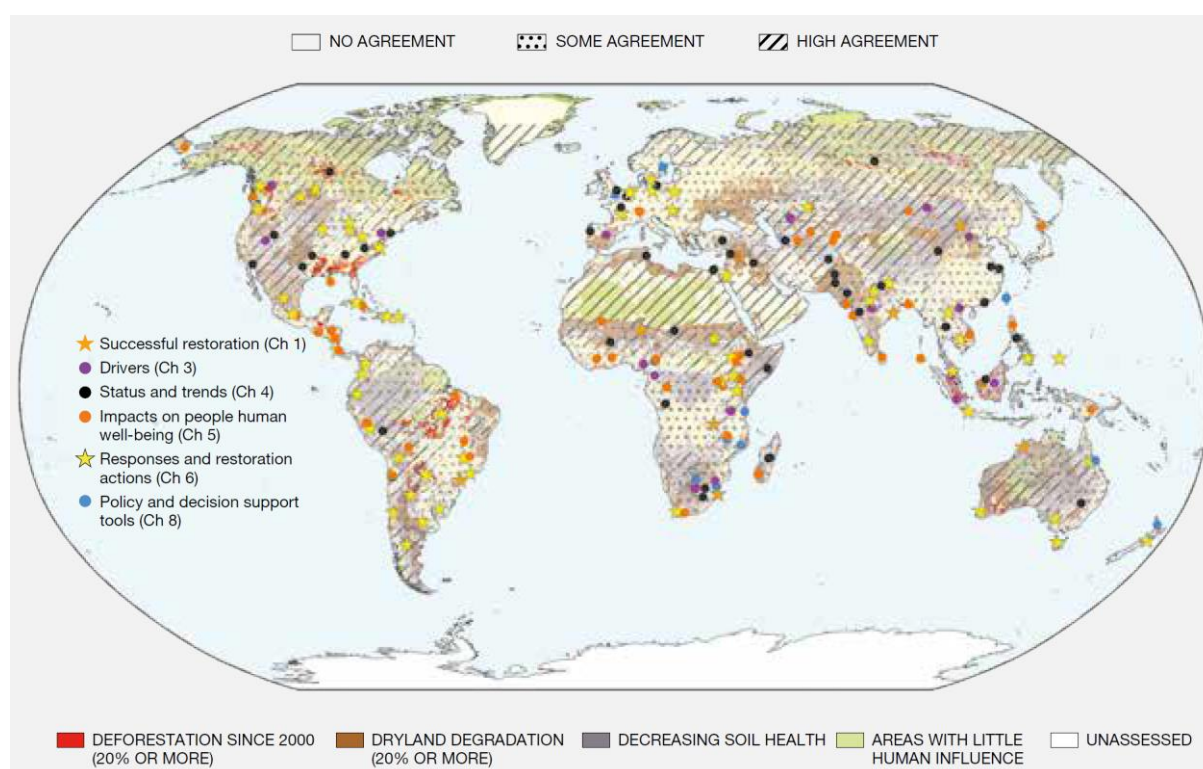 NO AGREEMENT
SOME AGREEMENT
HIGH AGREEMENT
Successful restoration (Ch 1)
Drivers (Ch 3)
Status and trends (Ch 4)
Impacts on people human
well-being (Ch 5)
Responses and restoration
actions (Ch 6)
Policy and decision support
tools (Ch 8)
DEFORESTATION SINCE 2000
(20% OR MORE)
DRYLAND DEGRADATION
(20% OR MORE)
DECREASING SOIL HEALTH
AREAS WITH LITTLE
HUMAN INFLUENCE
UNASSESSED